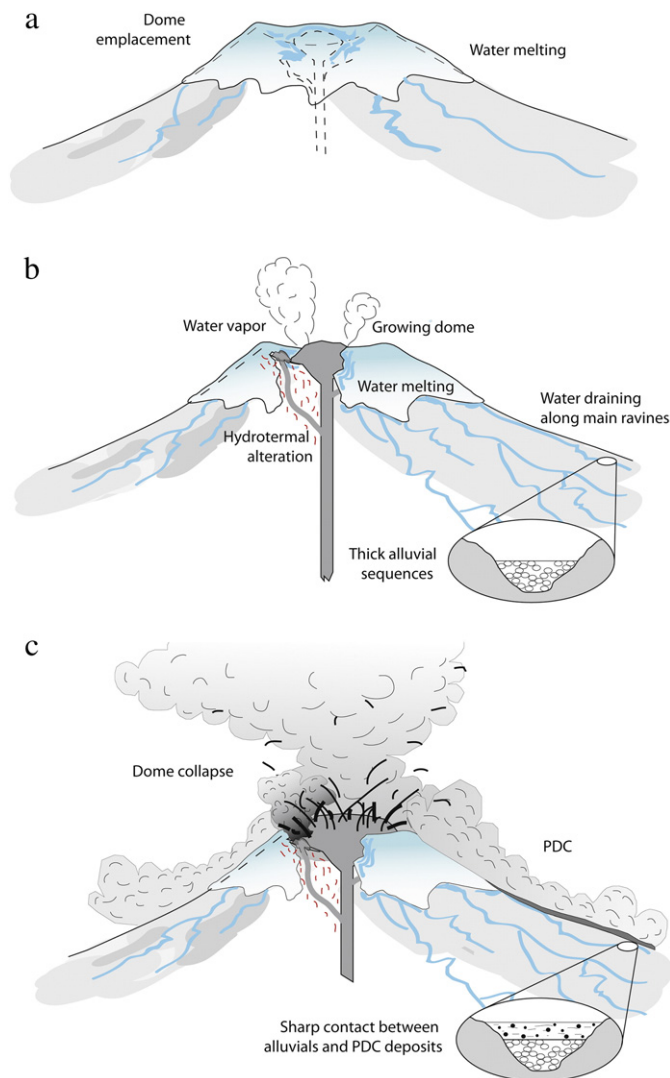 a
Dome
emplacement
Water melting
b
Water vapor
Growing dome
Water melting
Water draining
along main ravines
Hydrotermal
alteration
Thick alluvial
sequences
c
Dome collapse
PDC
Sharp contact between
alluvials and PDC deposits